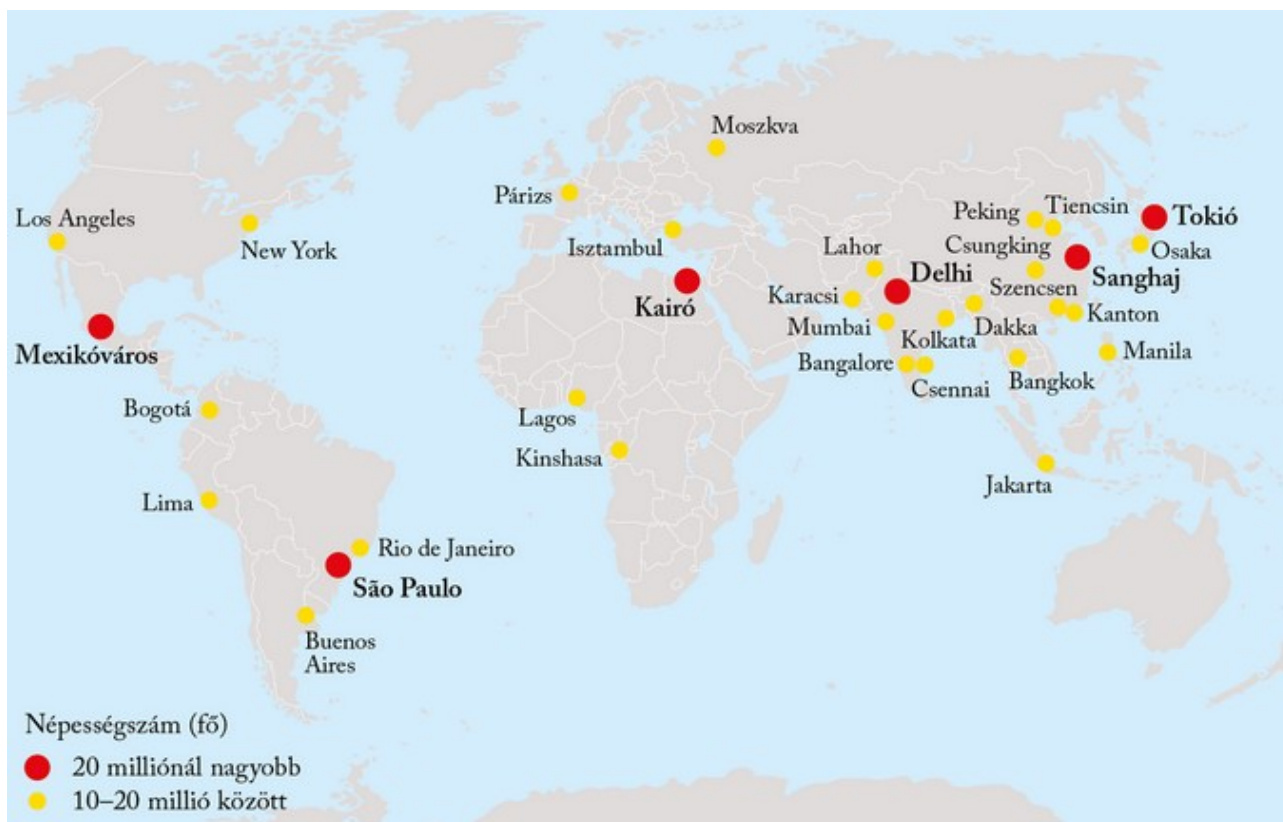 Moszkva
Párizs
Los Angeles
New York
Isztambul
Peking
Tiencsin
Tokió
Lahor
Csungking
Osaka
Delhi
Sanghaj
Kairó
Karacsi
Szencsen
Mexikóváros
Mumbai
Kolkata
Dakka
Kanton
Bangalore
Csennai
Bangkok
Manila
Bogotá
Lagos
Kinshasa
Lima
Jakarta
Rio de Janeiro
São Paulo
Buenos
Aires
Népességszám (fő)
20 milliónál nagyobb
10–20 millió között